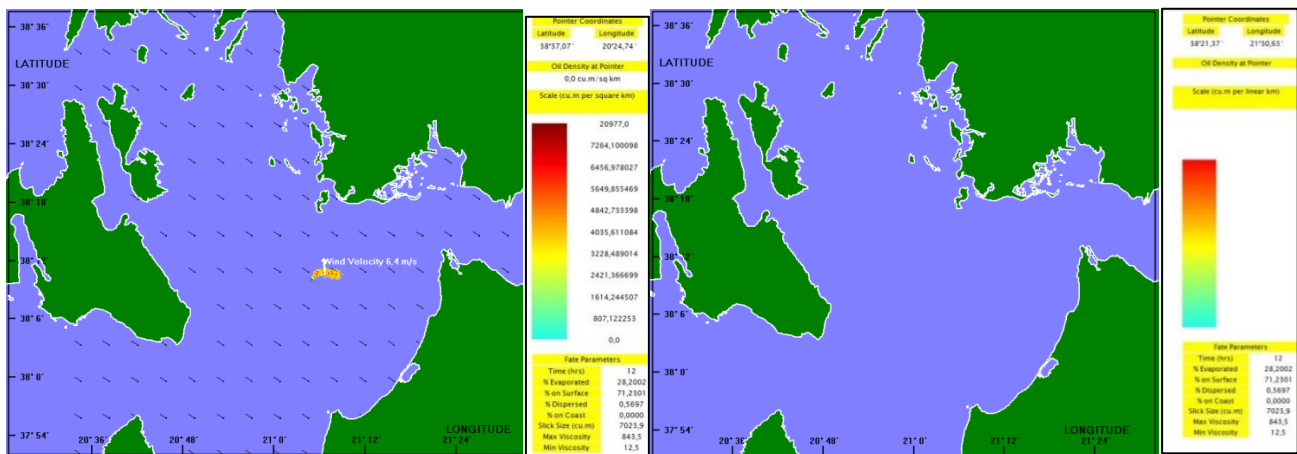 38° 36'
LATITUDE
38° 30'
38° 24'
38° 18'
38° 12'
38° 6'
38° 0'
37° 54'
20° 36'
20° 48'
21° 0'
21° 12'
21° 24'
LONGITUDE
Wind Velocity 6,4 m/s
Pointer Coordinates
Latitude Longitude
38°37,07' 20°24,74'
Oil Density at Pointer
0,0 cu.m/sq km
Scale (cu.m per square km)
20977,0
7264,100098
6456,978027
5649,855469
4842,733398
4035,611084
3228,489014
2421,366699
1614,244507
807,122253
0,0
Fate Parameters
Time (hrs) 12
% Evaporated 28,2002
% on Surface 71,2301
% Dispersed 0,5697
% on Coast 0,0000
Slick Size (cu.m) 7023,9
Max Viscosity 843,5
Min Viscosity 12,5
38° 36'
LATITUDE
38° 30'
38° 24'
38° 18'
38° 12'
38° 6'
38° 0'
37° 54'
20° 36'
20° 48'
21° 0'
21° 12'
21° 24'
LONGITUDE
Pointer Coordinates
Latitude Longitude
38°21,37' 21°30,63'
Oil Density at Pointer
Scale (cu.m per linear km)
Fate Parameters
Time (hrs) 12
% Evaporated 28,2002
% on Surface 71,2301
% Dispersed 0,5697
% on Coast 0,0000
Slick Size (cu.m) 7023,9
Max Viscosity 843,5
Min Viscosity 12,5